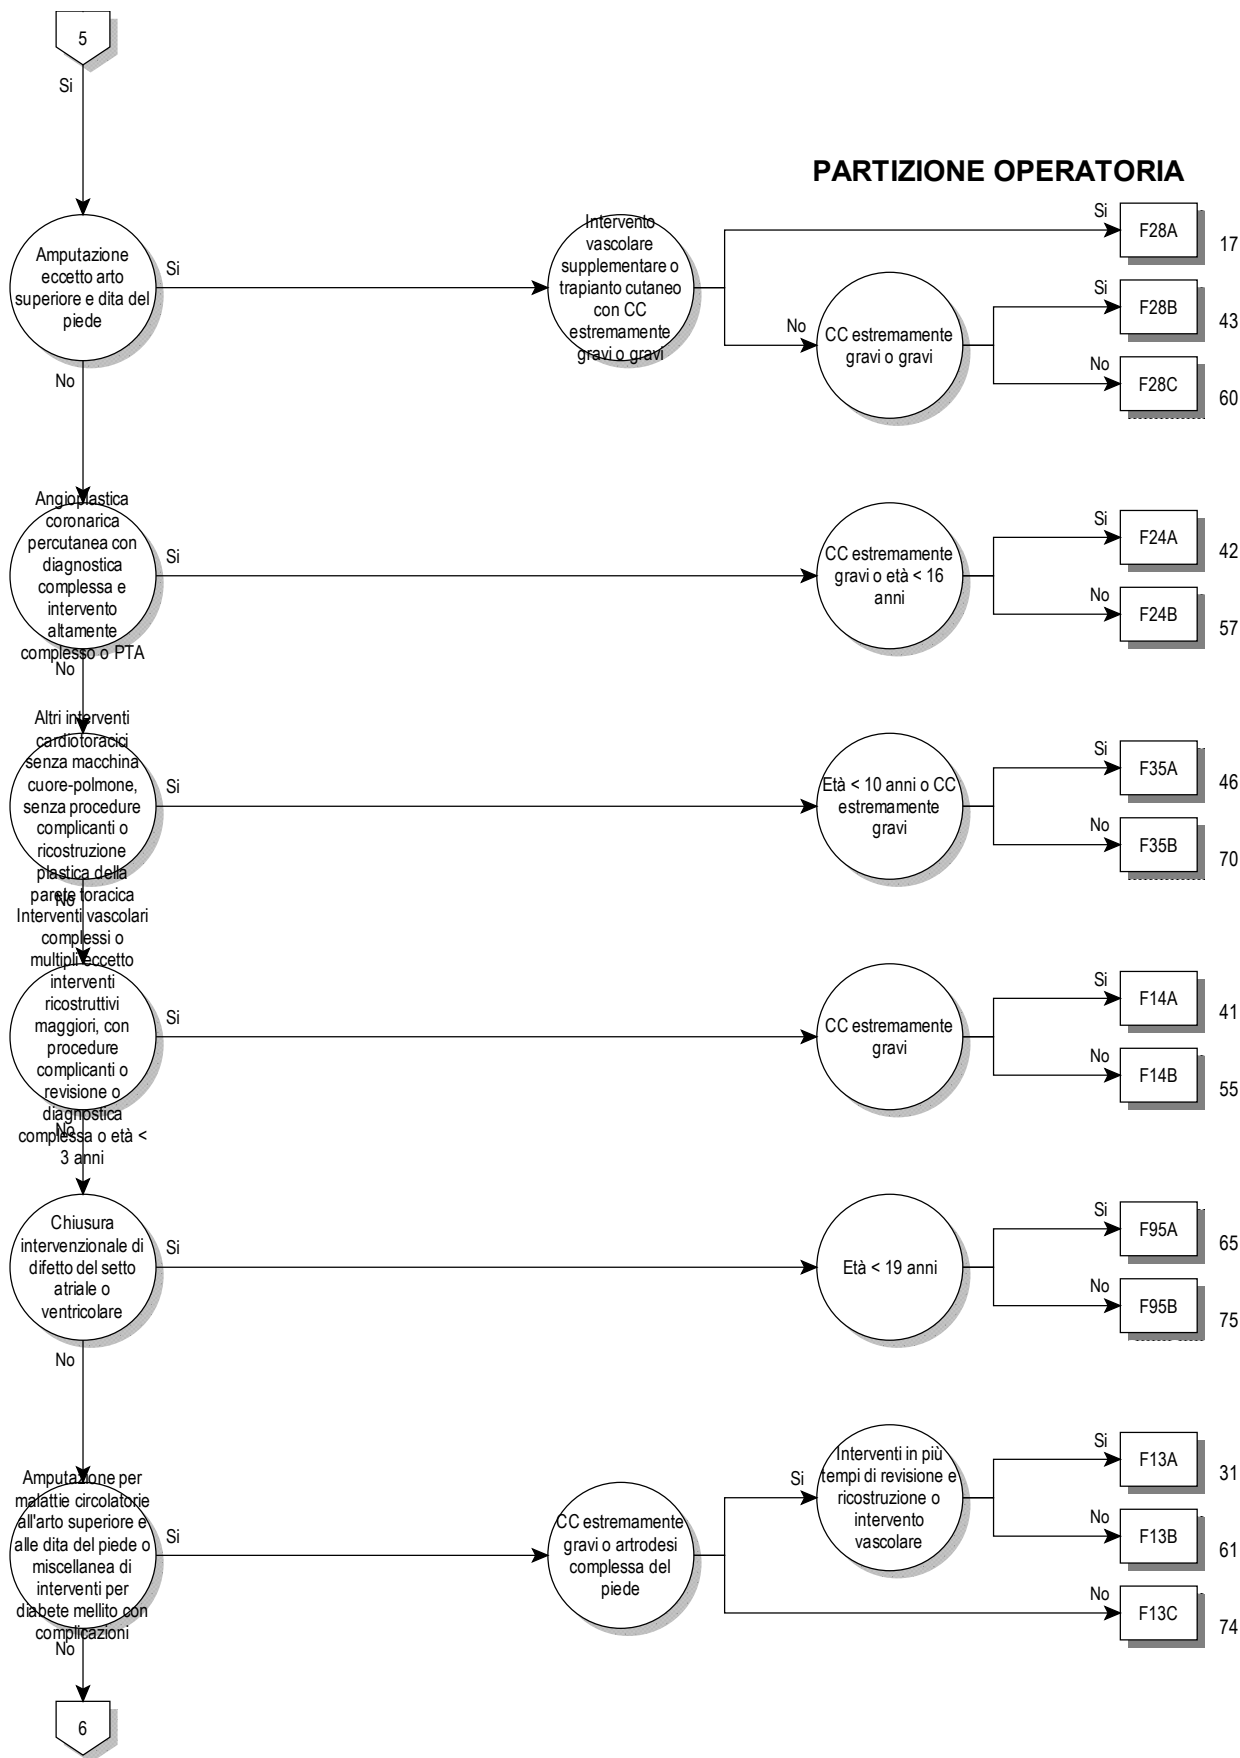 5
Si
PARTIZIONE OPERATORIA
Amputazione
eccetto arto
superiore e dita del
piede
Si
No
Intervento
vascolare
supplementare o
trapianto cutaneo
con CC
estremamente
gravi o gravi
Si
F28A
17
No
CC estremamente
gravi o gravi
Si
F28B
43
No
F28C
60
Angioplastica
coronarica
percutanea con
diagnostica
complessa e
intervento
altamente
complesso o PTA
Si
No
CC estremamente
gravi o età < 16
anni
Si
F24A
42
No
F24B
57
Altri interventi
cardiotoracici
senza macchina
cuore-polmone,
senza procedure
complicanti o
ricostruzione
plastica della
parete toracica
Si
No
Età < 10 anni o CC
estremamente
gravi
Si
F35A
46
No
F35B
70
Interventi vascolari
complessi o
multipli eccetto
interventi
ricostruttivi
maggiori, con
procedure
complicanti o
revisione o
diagnostica
complessa o età <
3 anni
Si
No
CC estremamente
gravi
Si
F14A
41
No
F14B
55
Chiusura
intervenzionale di
difetto del setto
atriale o
ventricolare
Si
No
Età < 19 anni
Si
F95A
65
No
F95B
75
Amputazione per
malattie circolatorie
all'arto superiore e
alle dita del piede o
miscellanea di
interventi per
diabete mellito con
complicazioni
Si
No
CC estremamente
gravi o artrodesi
complessa del
piede
Si
Interventi in più
tempi di revisione e
ricostruzione o
intervento
vascolare
Si
F13A
31
No
F13B
61
No
F13C
74
6